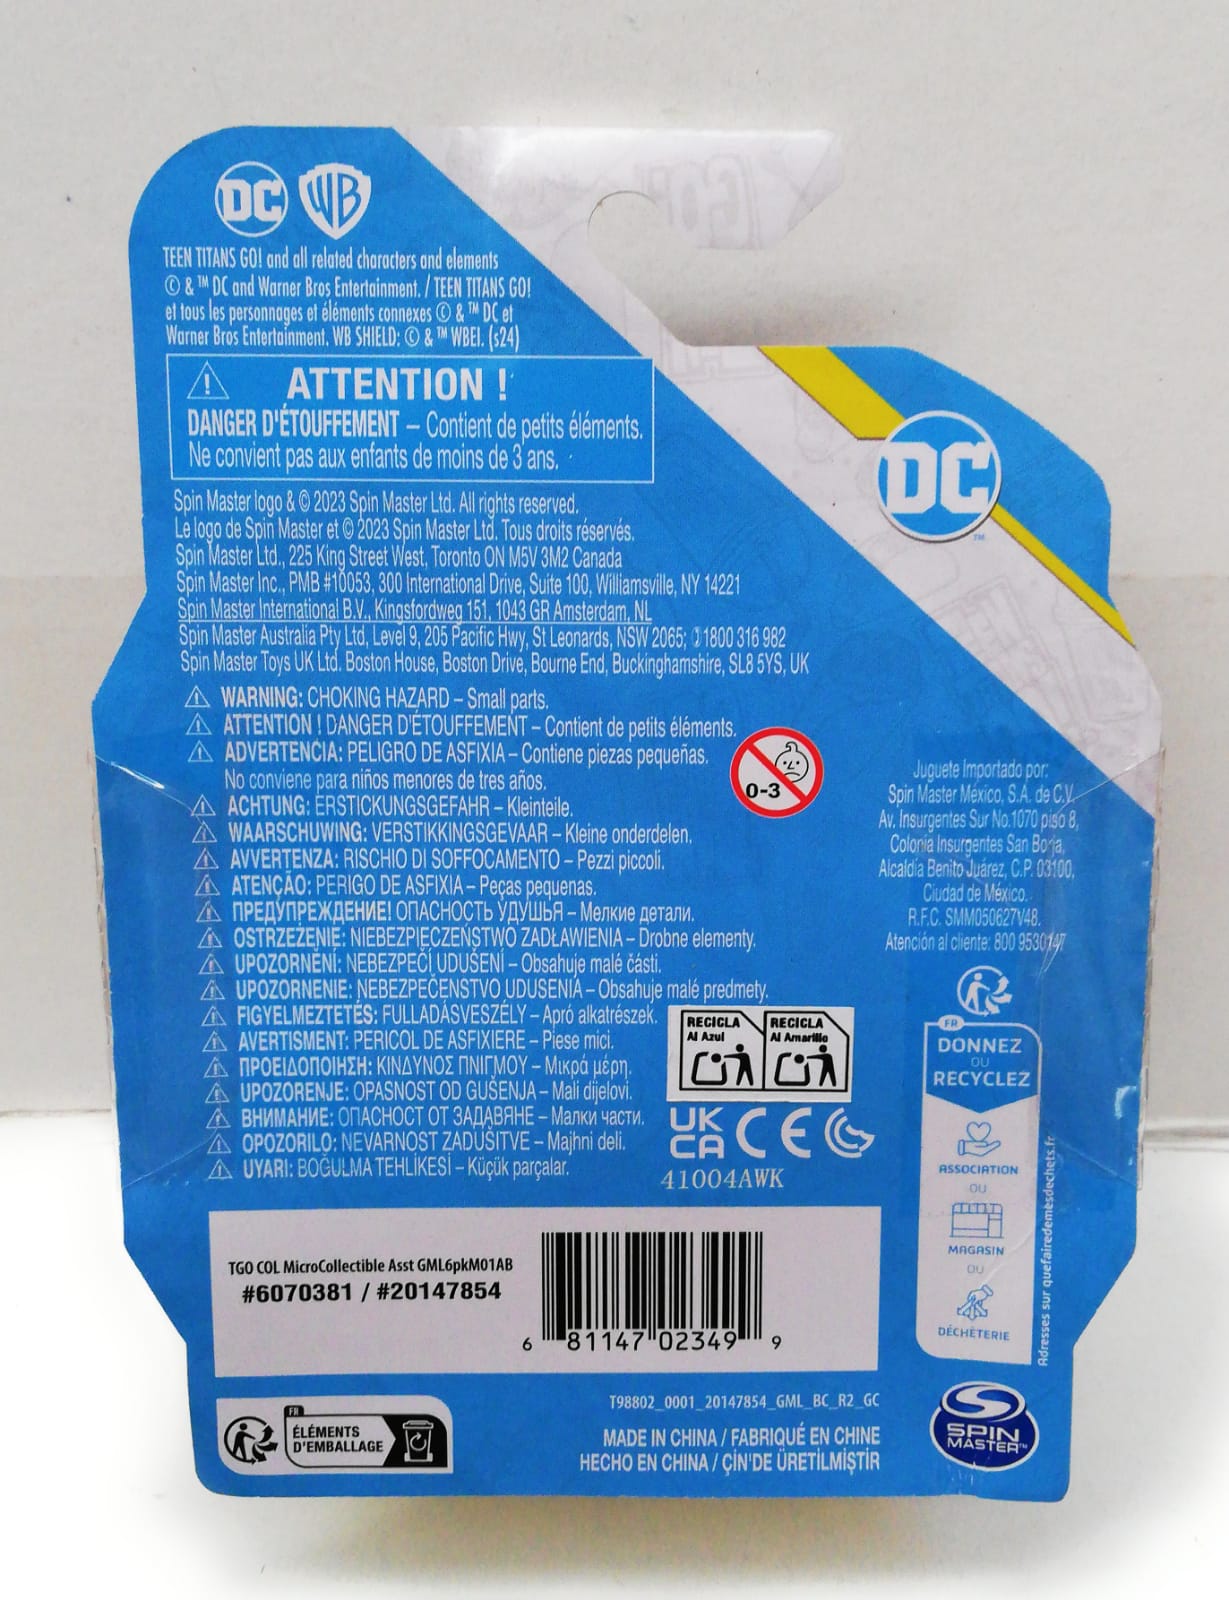 DC WB
TEEN TITANS GO! and all related characters and elements
© & ™ DC and Warner Bros Entertainment. / TEEN TITANS GO!
et tous les personnages et éléments connexes © & ™ DC et
Warner Bros Entertainment. WB SHIELD: © & ™ WBEI. (s24)
ATTENTION !
DANGER D'ÉTOUFFEMENT – Contient de petits éléments.
Ne convient pas aux enfants de moins de 3 ans.
DC™
Spin Master logo & © 2023 Spin Master Ltd. All rights reserved.
Le logo de Spin Master et © 2023 Spin Master Ltd. Tous droits réservés.
Spin Master Ltd., 225 King Street West, Toronto ON M5V 3M2 Canada
Spin Master Inc., PMB #10053, 300 International Drive, Suite 100, Williamsville, NY 14221
Spin Master International B.V., Kingsfordweg 151, 1043 GR Amsterdam, NL
Spin Master Australia Pty Ltd, Level 9, 205 Pacific Hwy, St Leonards, NSW 2065; 1800 316 982
Spin Master Toys UK Ltd. Boston House, Boston Drive, Bourne End, Buckinghamshire, SL8 5YS, UK
WARNING: CHOKING HAZARD – Small parts.
ATTENTION ! DANGER D'ÉTOUFFEMENT – Contient de petits éléments.
ADVERTENCIA: PELIGRO DE ASFIXIA – Contiene piezas pequeñas.
No conviene para niños menores de tres años.
ACHTUNG: ERSTICKUNGSGEFAHR – Kleinteile.
WAARSCHUWING: VERSTIKKINGSGEVAAR – Kleine onderdelen.
AVVERTENZA: RISCHIO DI SOFFOCAMENTO – Pezzi piccoli.
ATENÇÃO: PERIGO DE ASFIXIA – Peças pequenas.
ПРЕДУПРЕЖДЕНИЕ! ОПАСНОСТЬ УДУШЬЯ – Мелкие детали.
OSTRZEŻENIE: NIEBEZPIECZEŃSTWO ZADŁAWIENIA – Drobne elementy.
UPOZORNĚNÍ: NEBEZPEČÍ UDUŠENÍ – Obsahuje malé části.
UPOZORNENIE: NEBEZPEČENSTVO UDUSENIA – Obsahuje malé predmety.
FIGYELMEZTETÉS: FULLADÁSVESZÉLY – Apró alkatrészek.
AVERTISMENT: PERICOL DE ASFIXIERE – Piese mici.
ΠΡΟΕΙΔΟΠΟΙΗΣΗ: ΚΙΝΔΥΝΟΣ ΠΝΙΓΜΟΥ – Μικρά μέρη.
UPOZORENJE: OPASNOST OD GUŠENJA – Mali dijelovi.
ВНИМАНИЕ: ОПАСНОСТ ОТ ЗАДАВЯНЕ – Малки части.
OPOZORILO: NEVARNOST ZADUŠITVE – Majhni deli.
UYARI: BOĞULMA TEHLİKESİ – Küçük parçalar.
0-3
Juguete Importado por:
Spin Master México, S.A. de C.V.
Av. Insurgentes Sur No.1070 piso 8,
Colonia Insurgentes San Borja,
Alcaldía Benito Juárez, C.P. 03100,
Ciudad de México.
R.F.C. SMM050627V48.
Atención al cliente: 800 9530147
RECICLA
Al Azul
RECICLA
Al Amarillo
UK
CA CE
41004AWK
FR
DONNEZ
OU
RECYCLEZ
ASSOCIATION
OU
MAGASIN
OU
DÉCHÈTERIE
Adresses sur quefairedemesdechets.fr
TGO COL MicroCollectible Asst GML6pkM01AB
#6070381 / #20147854
6 81147 02349 9
FR
ÉLÉMENTS
D'EMBALLAGE
T98802_0001_20147854_GML_BC_R2_GC
MADE IN CHINA / FABRIQUÉ EN CHINE
HECHO EN CHINA / ÇİN'DE ÜRETİLMİŞTİR
SPIN
MASTER™